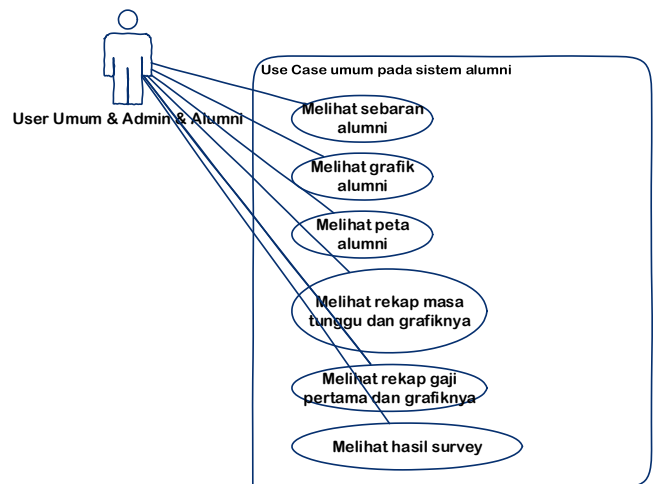 Use Case umum pada sistem alumni
User Umum & Admin & Alumni
Melihat sebaran
alumni
Melihat grafik
alumni
Melihat peta
alumni
Melihat rekap masa
tunggu dan grafiknya
Melihat rekap gaji
pertama dan grafiknya
Melihat hasil survey